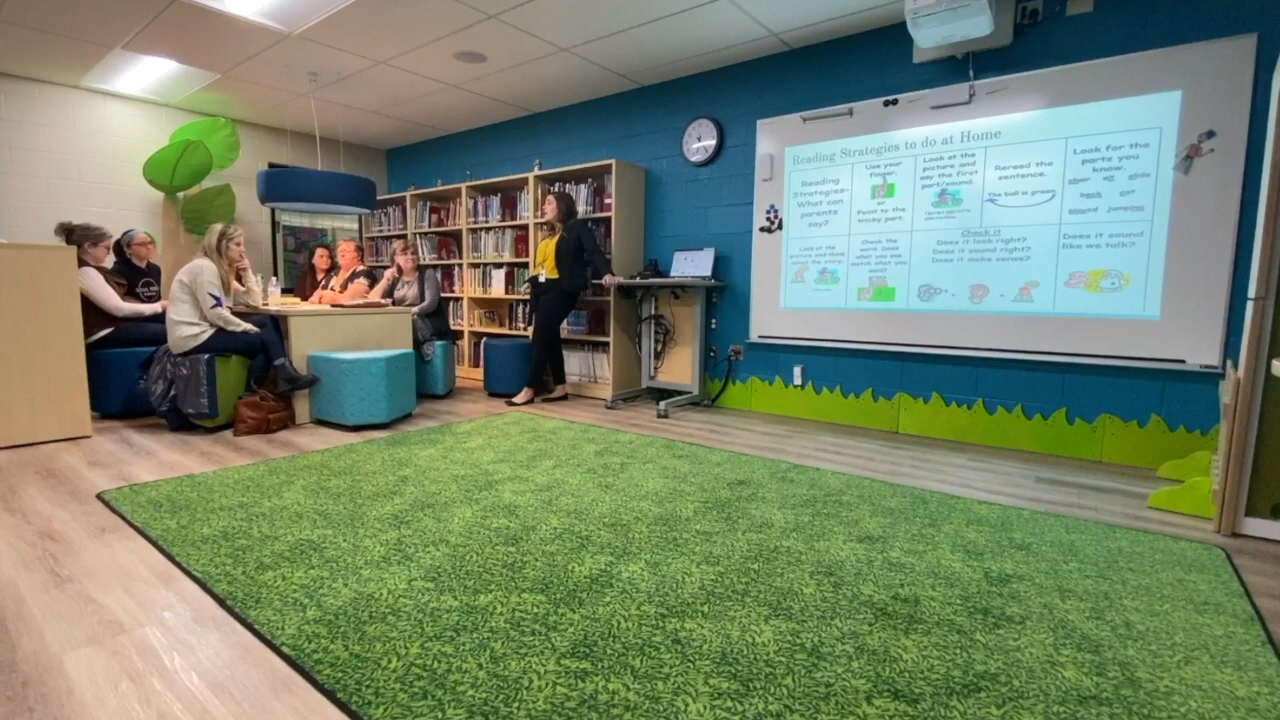 Reading Strategies to do at Home
Reading
Strategies-
What can
parents
say?
Use your
finger.
or
Point to the
tricky part.
Look at the
picture and
say the first
part/sound.
Reread the
sentence.
The ball is green.
Look for the
parts you
know.
Look at the
picture and think
about the story.
Check the
word. Does
what you see
match what you
said?
Check it
Does it look right?
Does it sound right?
Does it make sense?
Does it sound
like we talk?